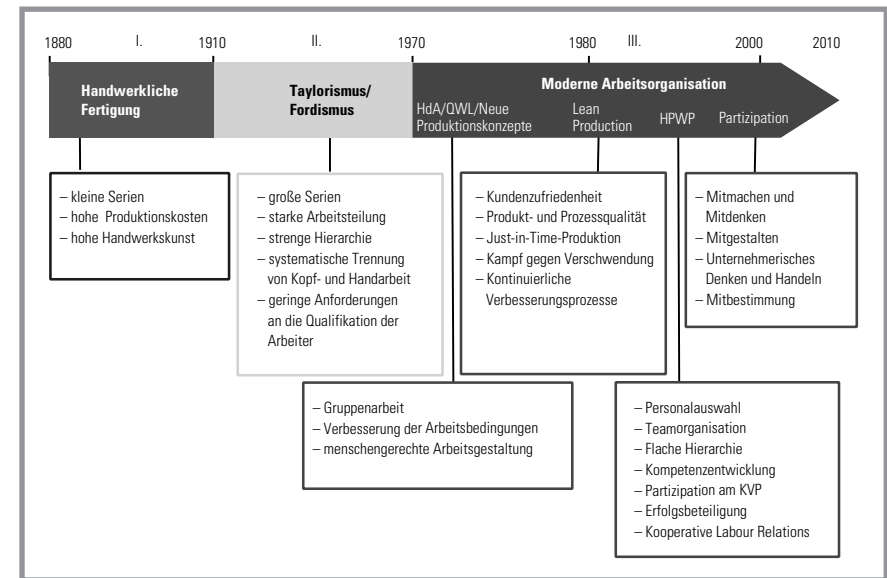 1880 I. 1910 II. 1970 1980 III. 2000 2010
Handwerkliche
Fertigung
Taylorismus/
Fordismus
Moderne Arbeitsorganisation
HdA/QWL/Neue
Produktionskonzepte
Lean
Production
HPWP
Partizipation
– kleine Serien
– hohe Produktionskosten
– hohe Handwerkskunst
– große Serien
– starke Arbeitsteilung
– strenge Hierarchie
– systematische Trennung
von Kopf- und Handarbeit
– geringe Anforderungen
an die Qualifikation der
Arbeiter
– Kundenzufriedenheit
– Produkt- und Prozessqualität
– Just-in-Time-Produktion
– Kampf gegen Verschwendung
– Kontinuierliche
Verbesserungsprozesse
– Mitmachen und
Mitdenken
– Mitgestalten
– Unternehmerisches
Denken und Handeln
– Mitbestimmung
– Gruppenarbeit
– Verbesserung der Arbeitsbedingungen
– menschengerechte Arbeitsgestaltung
– Personalauswahl
– Teamorganisation
– Flache Hierarchie
– Kompetenzentwicklung
– Partizipation am KVP
– Erfolgsbeteiligung
– Kooperative Labour Relations